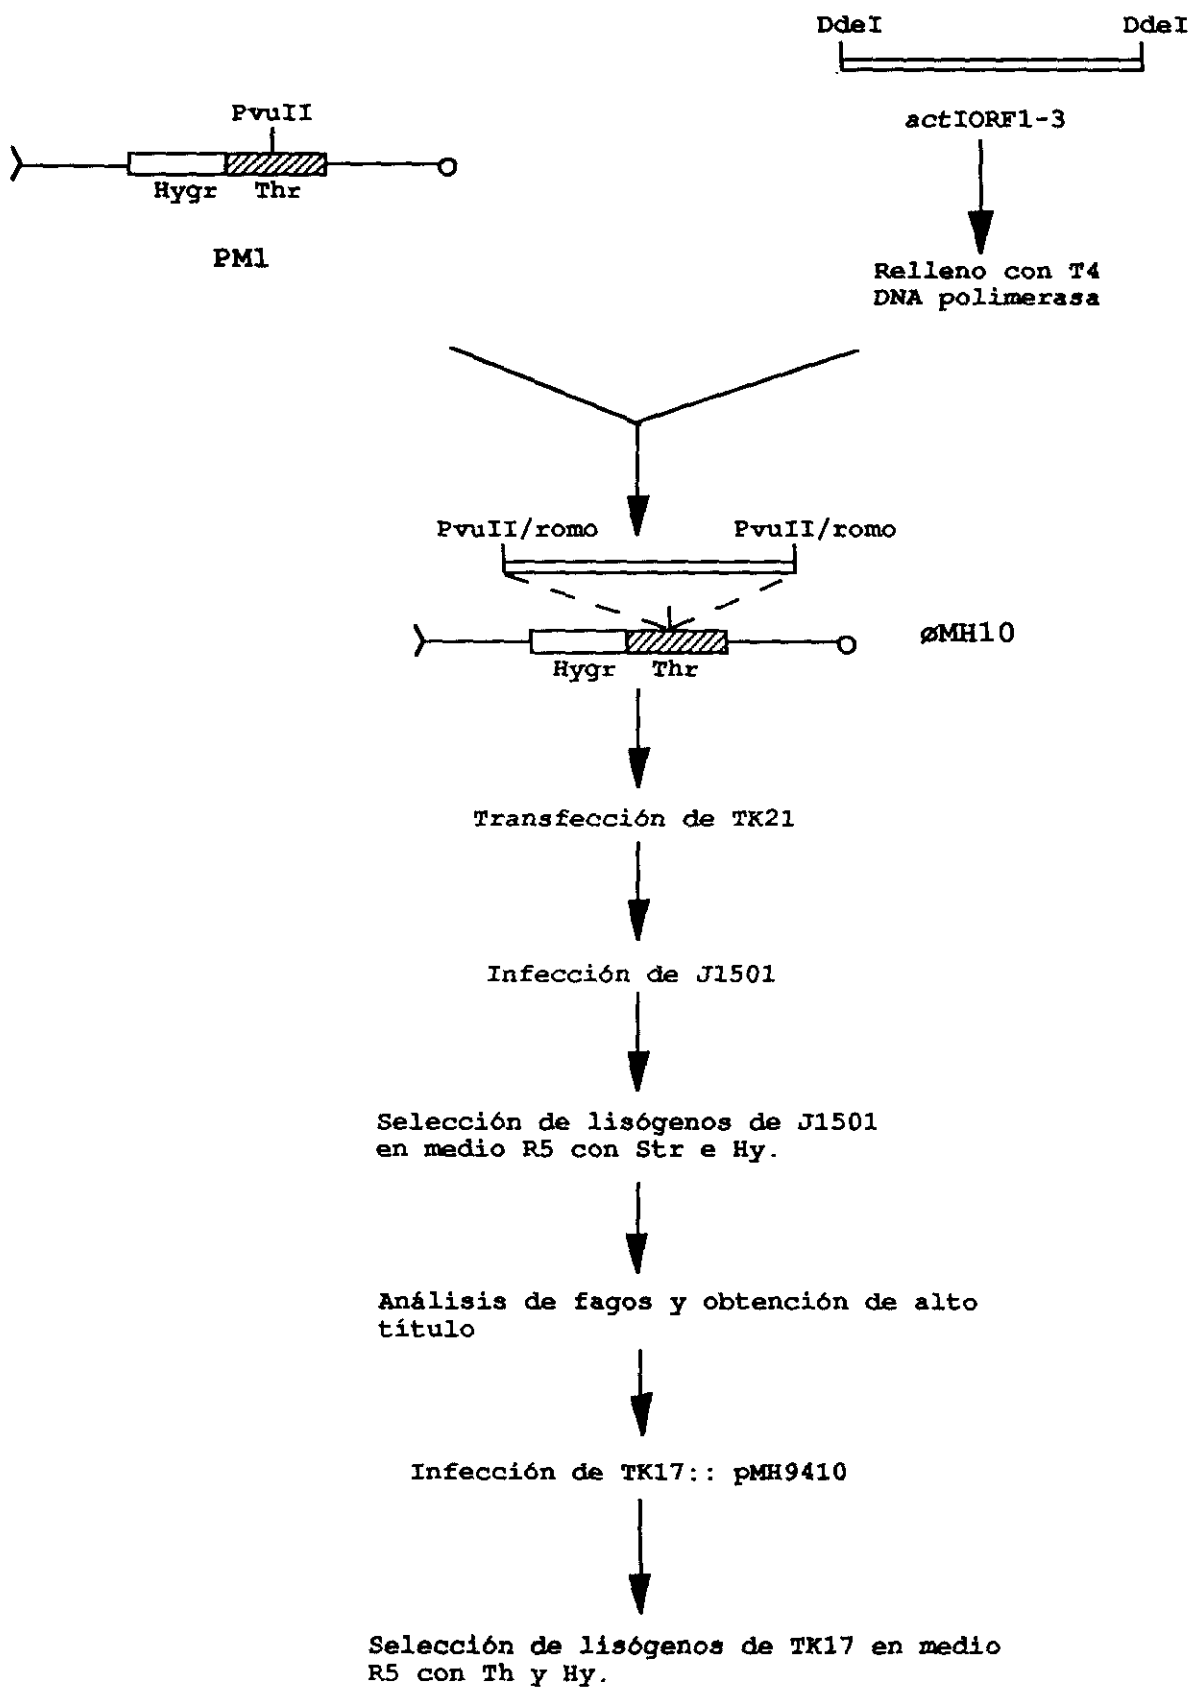 DdeI DdeI
actIORF1-3
PvuII
Hygr Thr
PM1
Relleno con T4
DNA polimerasa
PvuII/romo PvuII/romo
øMH10
Hygr Thr
Transfección de TK21
Infección de J1501
Selección de lisógenos de J1501
en medio R5 con Str e Hy.
Análisis de fagos y obtención de alto
título
Infección de TK17:: pMH9410
Selección de lisógenos de TK17 en medio
R5 con Th y Hy.